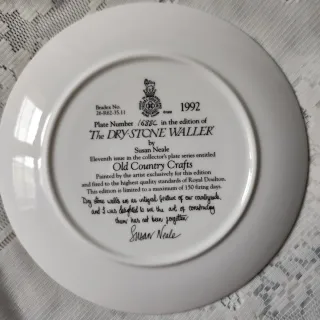 Bradex No.
26-R62-35.11
1992
Plate Number 1688C in the edition of
The DRY-STONE WALLER
by
Susan Neale
Eleventh issue in the collector's plate series entitled
Old Country Crafts
Painted by the artist exclusively for this edition
and fired to the highest quality standards of Royal Doulton.
This edition is limited to a maximum of 150 firing days.
Dry stone walls are an integral feature of our countryside,
and I was delighted to see the art of constructing
them has not been forgotten
Susan Neale